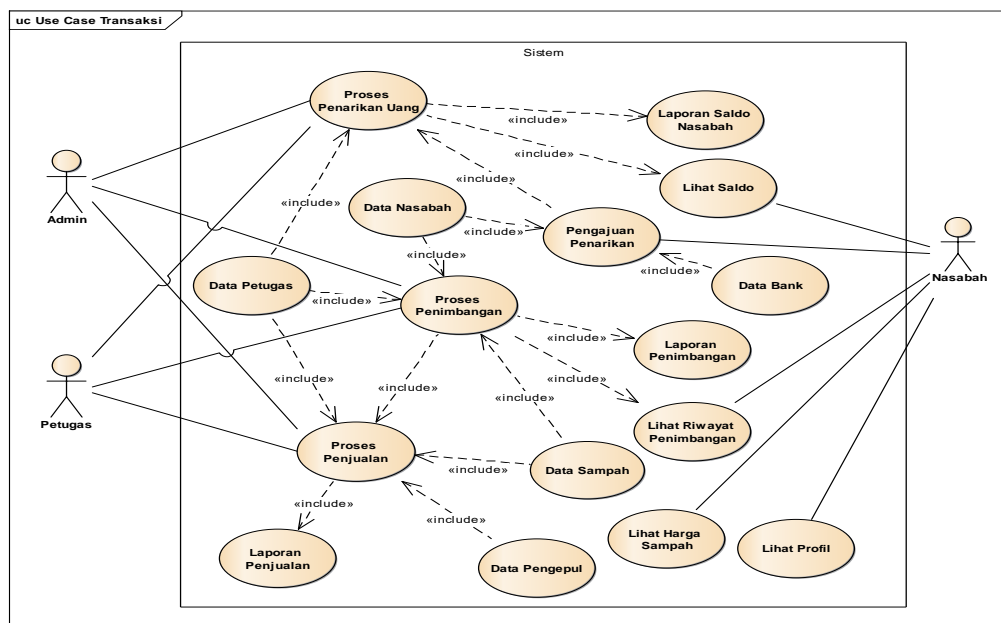 uc Use Case Transaksi
Sistem
Proses
Penarikan Uang
Laporan Saldo
Nasabah
«include»
«include»
Lihat Saldo
Admin
«include»
«include»
Data Nasabah
Pengajuan
Penarikan
«include»
Nasabah
Data Petugas
«include»
«include»
Proses
Penimbangan
«include»
Data Bank
«include»
Laporan
Penimbangan
Petugas
«include»
«include»
«include»
«include»
Lihat Riwayat
Penimbangan
Proses
Penjualan
«include»
Data Sampah
«include»
«include»
Laporan
Penjualan
Data Pengepul
Lihat Harga
Sampah
Lihat Profil